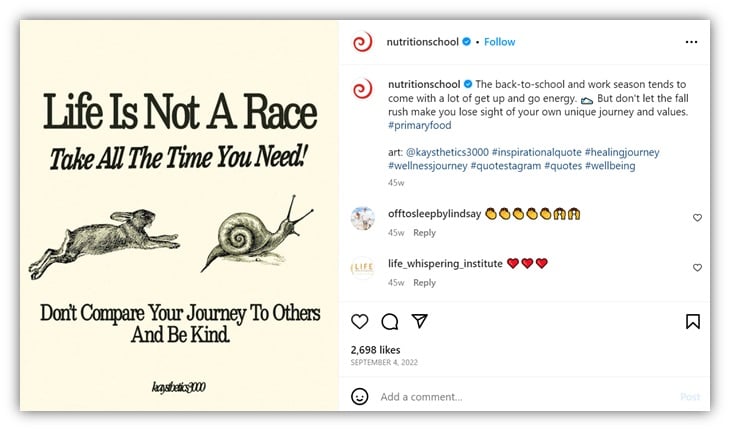 Life Is Not A Race
Take All The Time You Need!
Don't Compare Your Journey To Others
And Be Kind.
kaysthetics3000
nutritionschool • Follow
nutritionschool The back-to-school and work season tends to
come with a lot of get up and go energy. 👟 But don't let the fall
rush make you lose sight of your own unique journey and values.
#primaryfood
art: @kaysthetics3000 #inspirationalquote #healingjourney
#wellnessjourney #quotestagram #quotes #wellbeing
45w
offtosleepbylindsay 👏👏👏👏👏🙌🙌
45w Reply
LIFE
life_whispering_institute ❤️❤️❤️
45w Reply
2,698 likes
SEPTEMBER 4, 2022
Add a comment...
Post